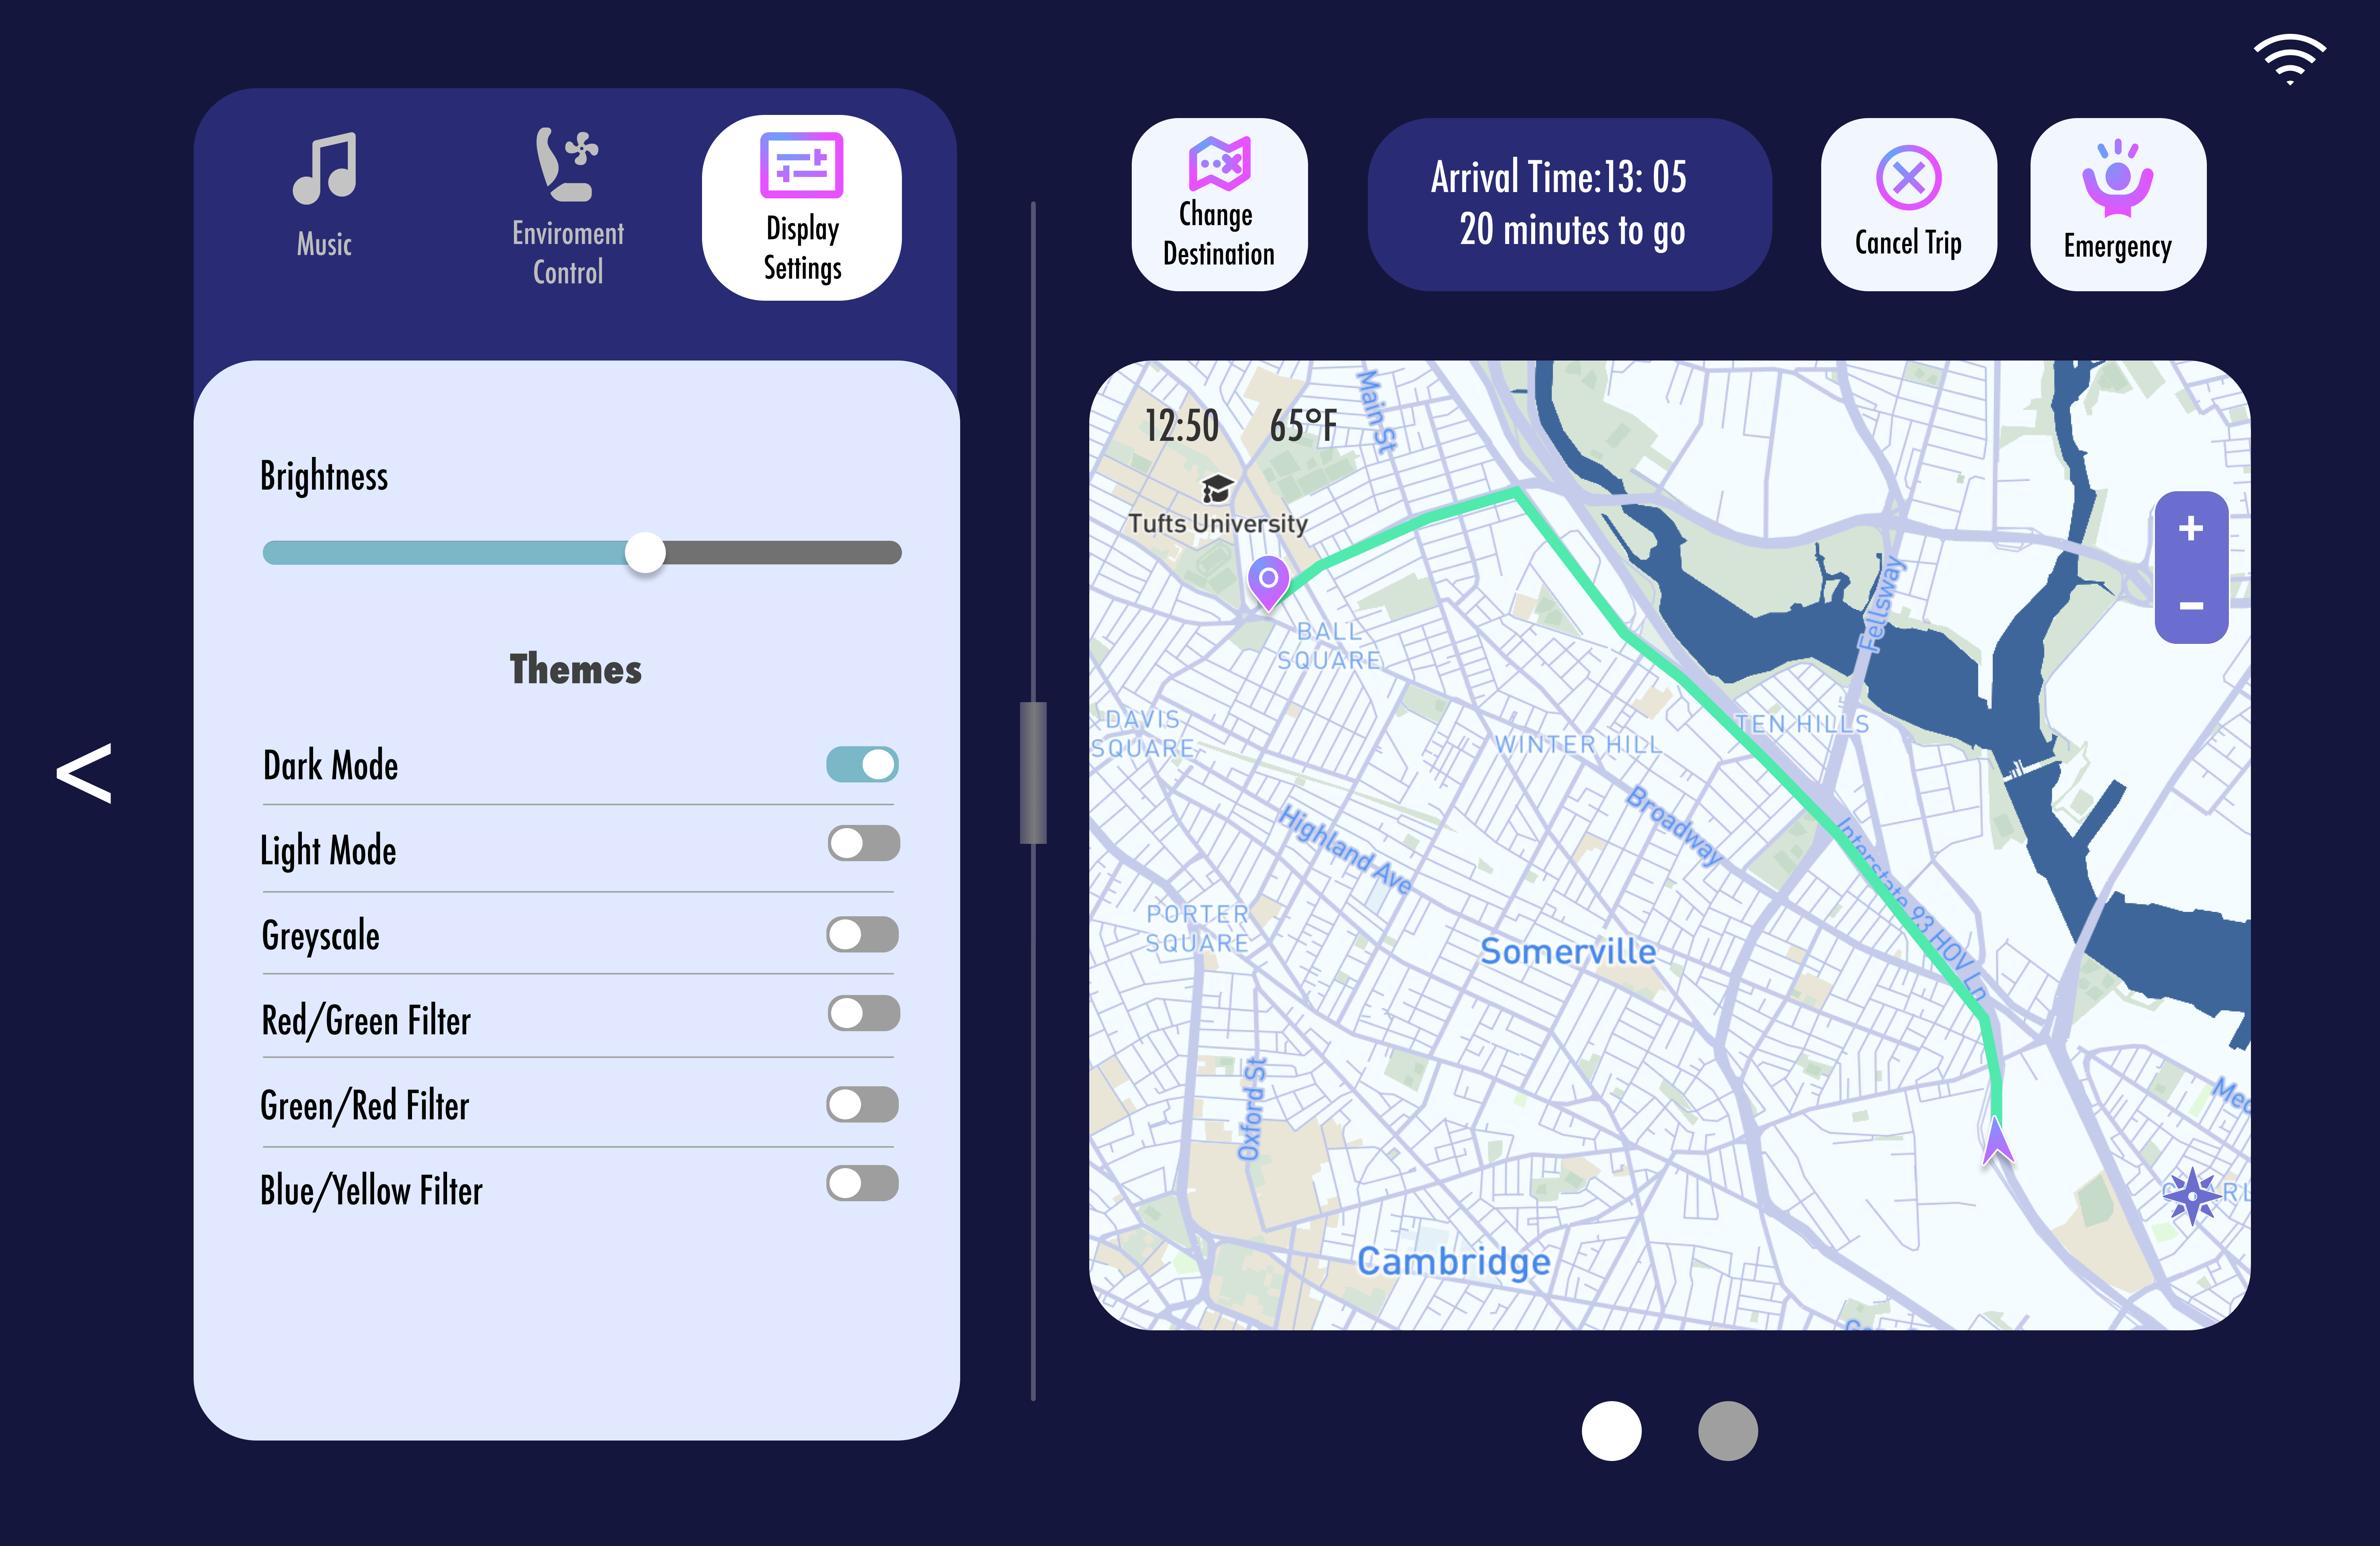 Music
Enviroment
Control
Display
Settings
Change
Destination
Arrival Time:13: 05
20 minutes to go
Cancel Trip
Emergency
Brightness
Themes
Dark Mode
Light Mode
Greyscale
Red/Green Filter
Green/Red Filter
Blue/Yellow Filter
<
12:50 65°F
Main St
Tufts University
+
−
Fellsway
BALL
SQUARE
DAVIS
SQUARE
WINTER HILL
TEN HILLS
Broadway
Highland Ave
Interstate 93 HOV Ln
PORTER
SQUARE
Somerville
Oxford St
Cambridge